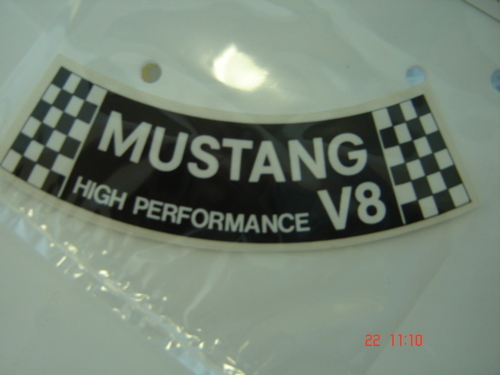 MUSTANG
HIGH PERFORMANCE V8
22 11:10